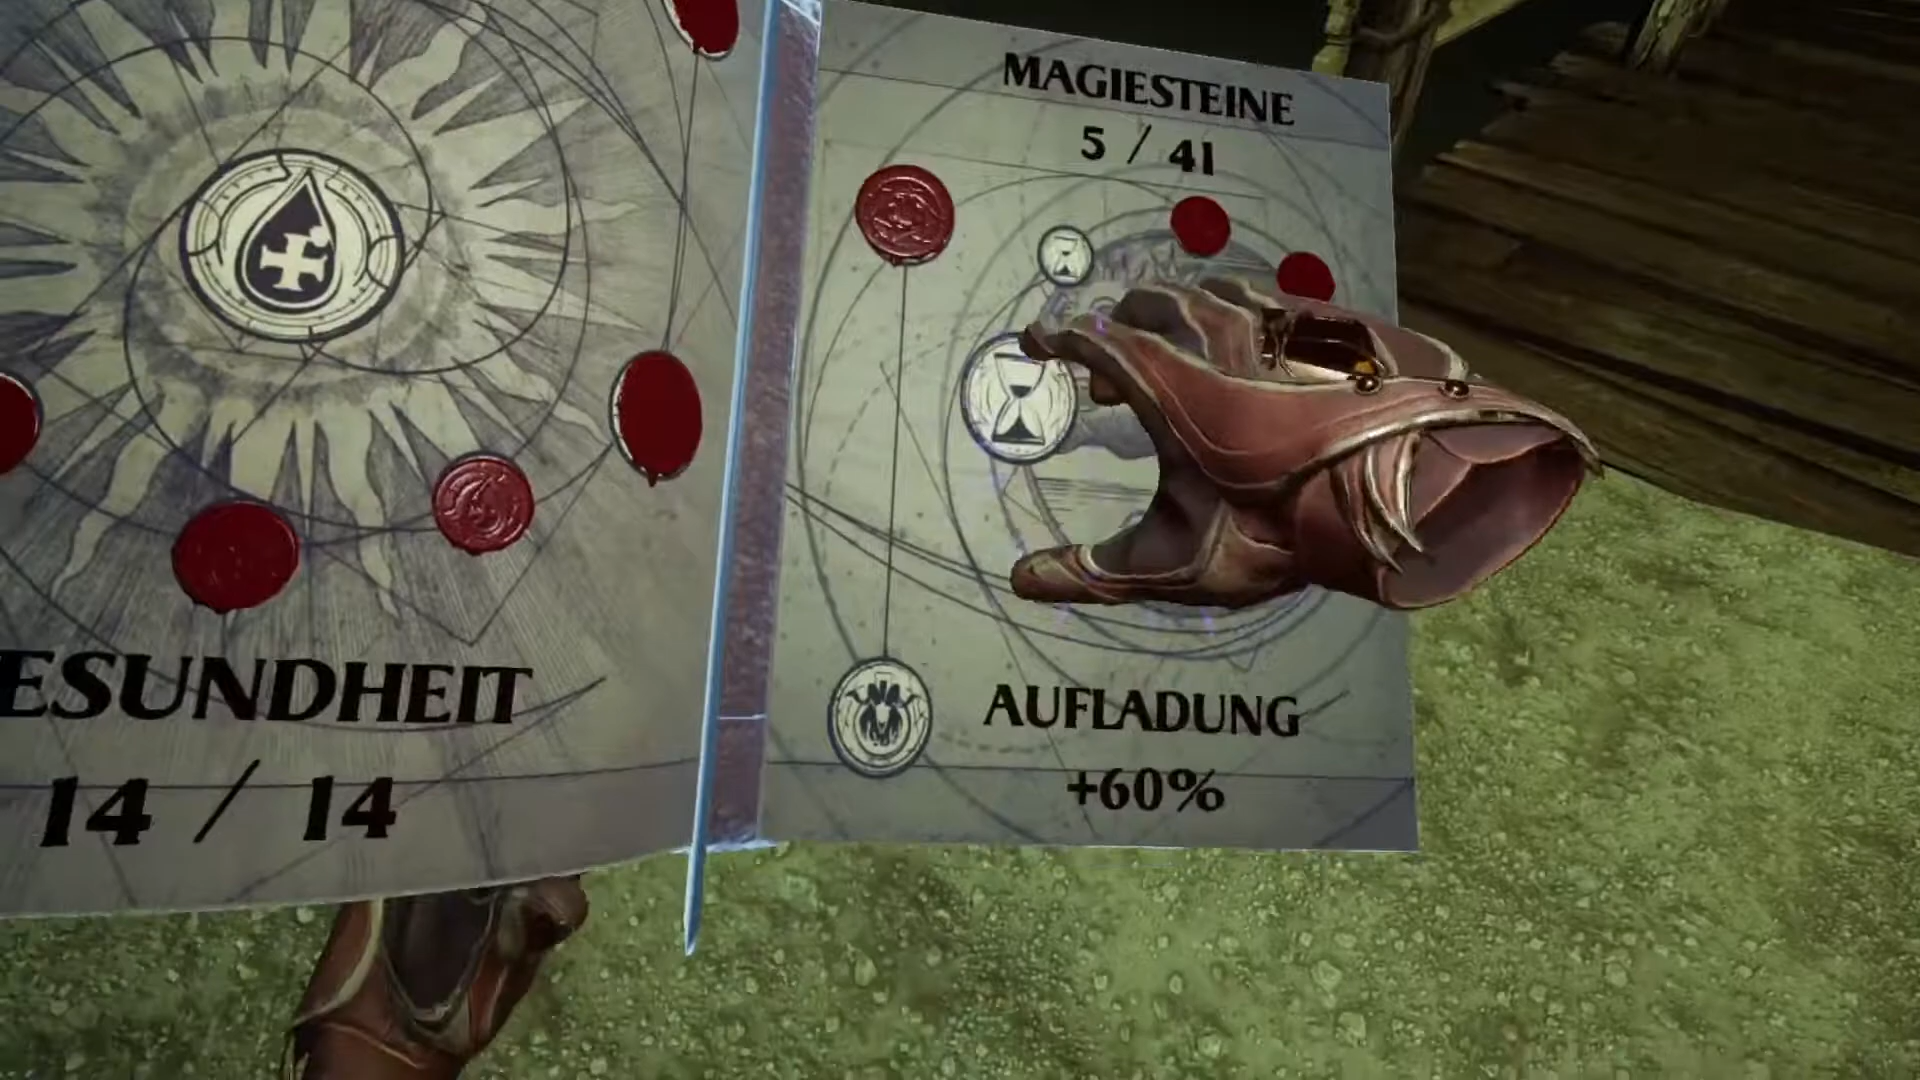 ESUNDHEIT
14 / 14
MAGIESTEINE
5 / 41
AUFLADUNG
+60%